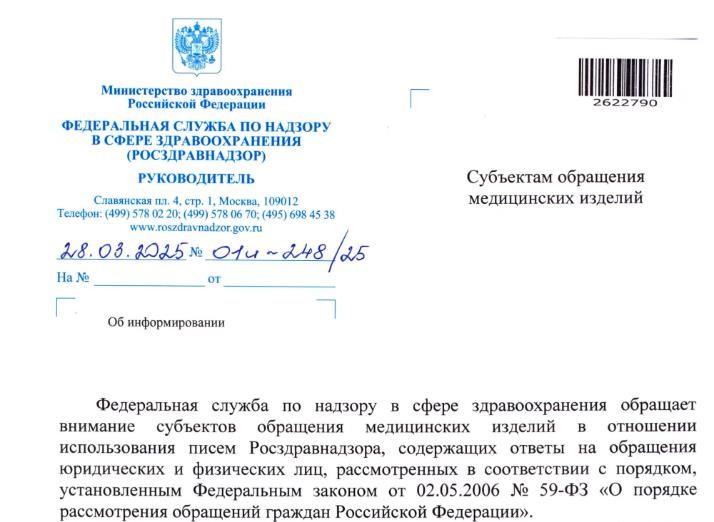 Министерство здравоохранения
Российской Федерации
ФЕДЕРАЛЬНАЯ СЛУЖБА ПО НАДЗОРУ
В СФЕРЕ ЗДРАВООХРАНЕНИЯ
(РОСЗДРАВНАДЗОР)
РУКОВОДИТЕЛЬ
Славянская пл. 4, стр. 1, Москва, 109012
Телефон: (499) 578 02 20; (499) 578 06 70; (495) 698 45 38
www.roszdravnadzor.gov.ru
28.03.2025 № 01и-248/25
На № от
Об информировании
2622790
Субъектам обращения
медицинских изделий
Федеральная служба по надзору в сфере здравоохранения обращает
внимание субъектов обращения медицинских изделий в отношении
использования писем Росздравнадзора, содержащих ответы на обращения
юридических и физических лиц, рассмотренных в соответствии с порядком,
установленным Федеральным законом от 02.05.2006 № 59-ФЗ «О порядке
рассмотрения обращений граждан Российской Федерации».